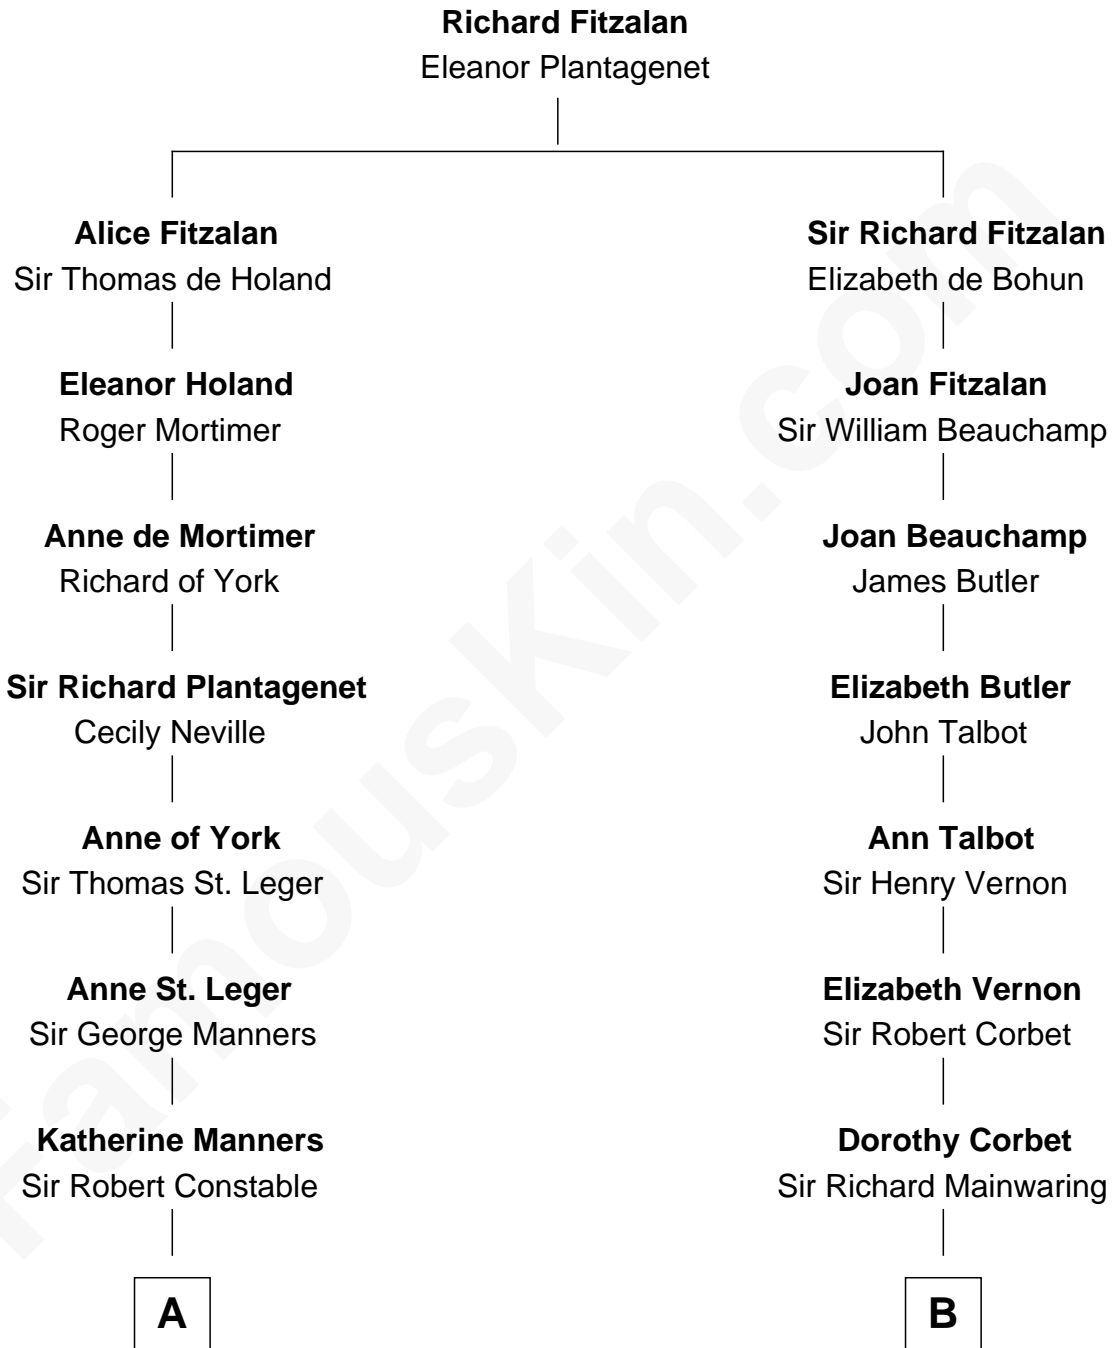 Richard Fitzalan
Eleanor Plantagenet
Alice Fitzalan
Sir Thomas de Holand
Sir Richard Fitzalan
Elizabeth de Bohun
Eleanor Holand
Roger Mortimer
Joan Fitzalan
Sir William Beauchamp
Anne de Mortimer
Richard of York
Joan Beauchamp
James Butler
Sir Richard Plantagenet
Cecily Neville
Elizabeth Butler
John Talbot
Anne of York
Sir Thomas St. Leger
Ann Talbot
Sir Henry Vernon
Anne St. Leger
Sir George Manners
Elizabeth Vernon
Sir Robert Corbet
Katherine Manners
Sir Robert Constable
Dorothy Corbet
Sir Richard Mainwaring
A
B
FamousKin.com